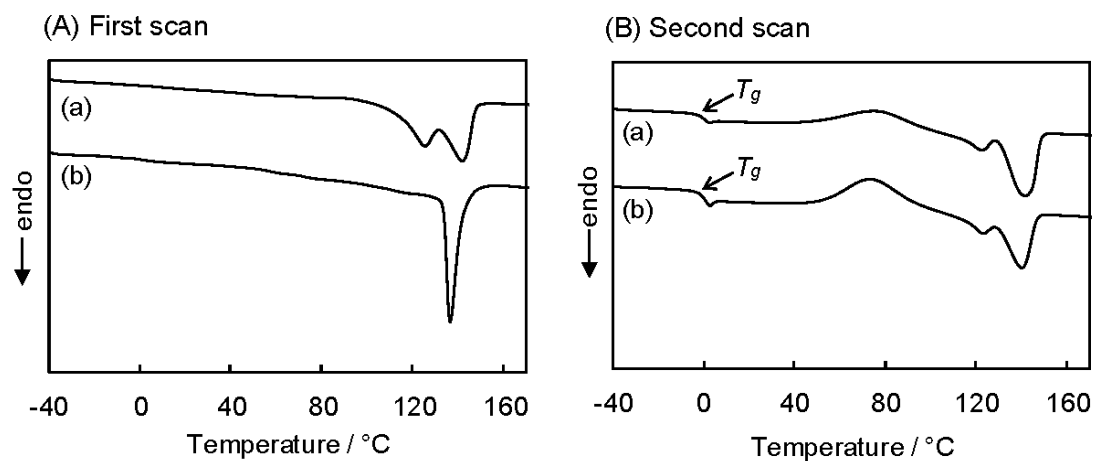 (A) First scan
(a)
(b)
endo
-40 0 40 80 120 160
Temperature / °C
(B) Second scan
Tg
(a)
Tg
(b)
endo
-40 0 40 80 120 160
Temperature / °C